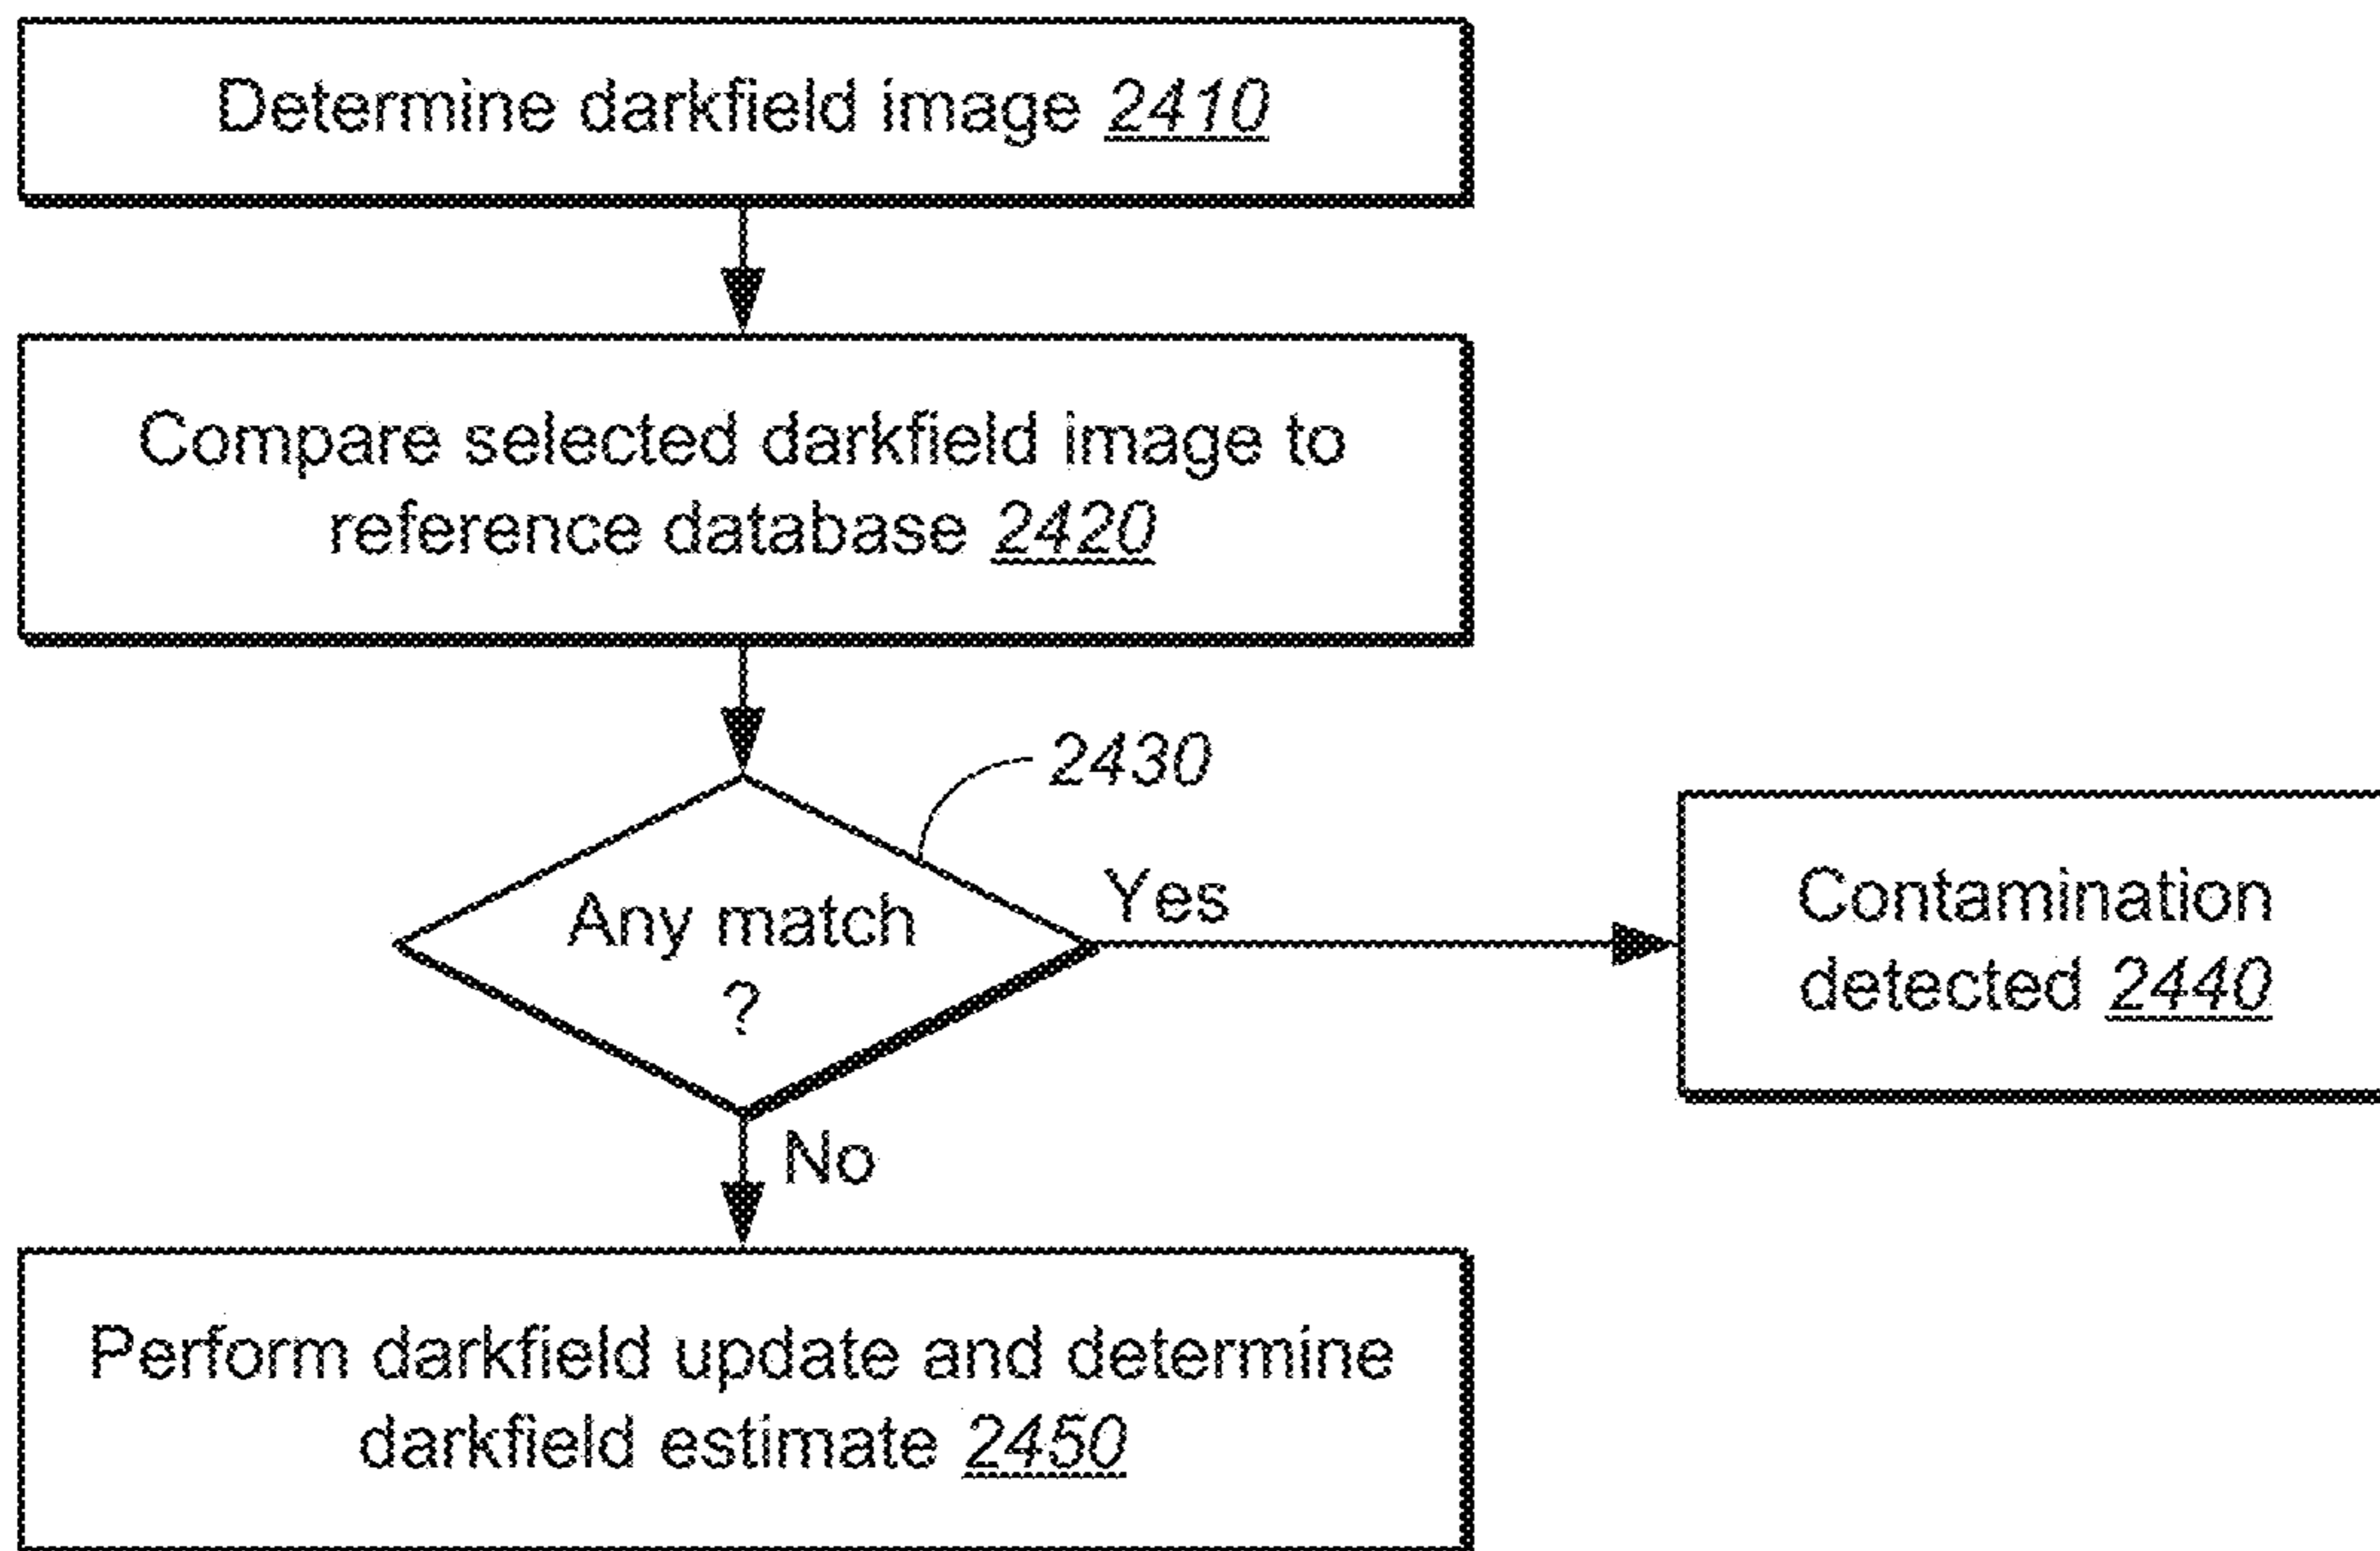 Determine darkfield image 2410
Compare selected darkfield image to
reference database 2420
2430
Any match
?
Yes
Contamination
detected 2440
No
Perform darkfield update and determine
darkfield estimate 2450